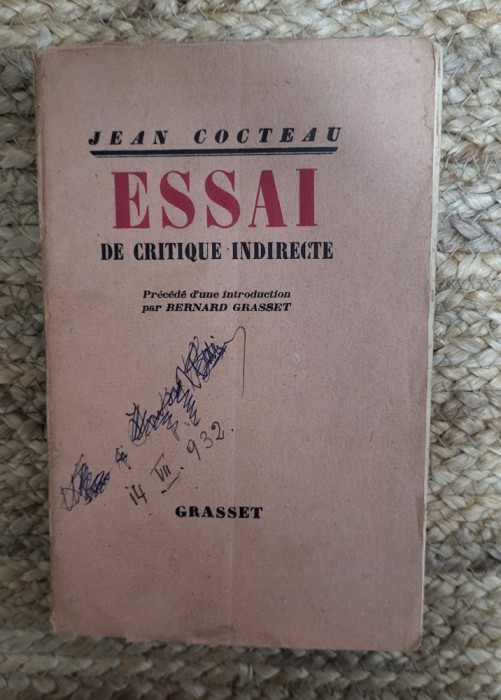 JEAN COCTEAU
ESSAI
DE CRITIQUE INDIRECTE
Précédé d'une introduction
par BERNARD GRASSET
14 VII 932.
GRASSET